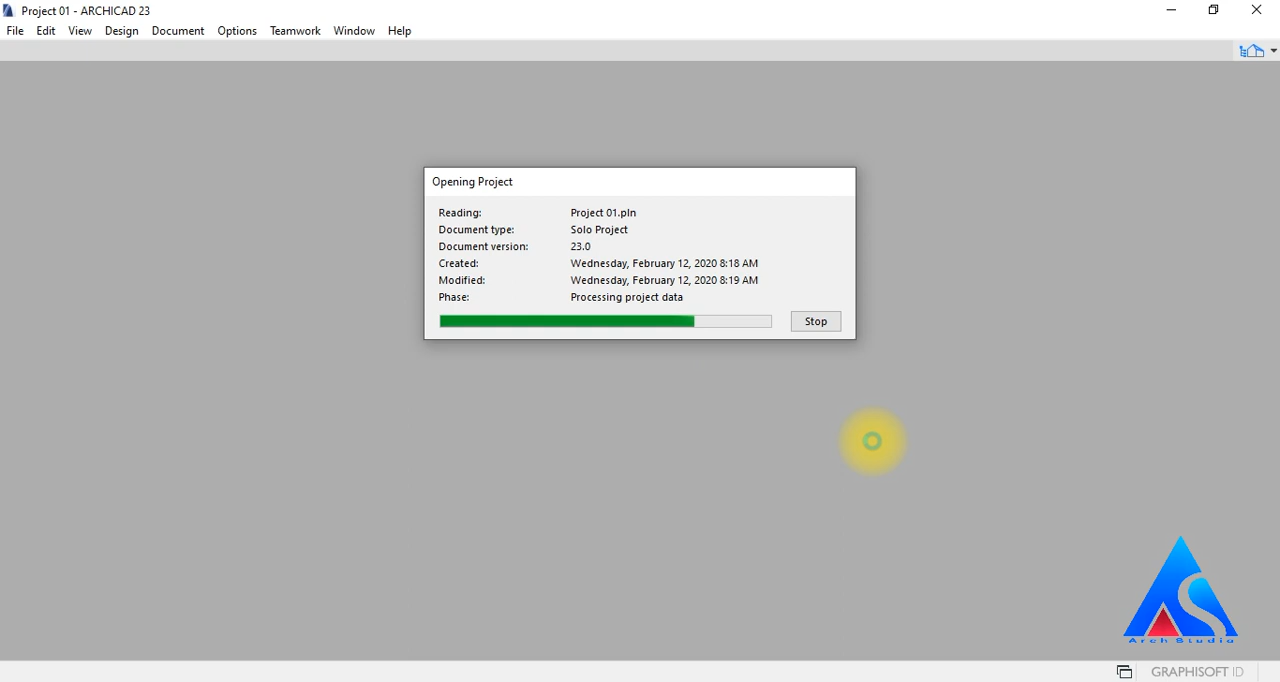 Project 01 - ARCHICAD 23
File Edit View Design Document Options Teamwork Window Help
Opening Project
Reading: Project 01.pln
Document type: Solo Project
Document version: 23.0
Created: Wednesday, February 12, 2020 8:18 AM
Modified: Wednesday, February 12, 2020 8:19 AM
Phase: Processing project data
Stop
Arch Studio
GRAPHISOFT ID